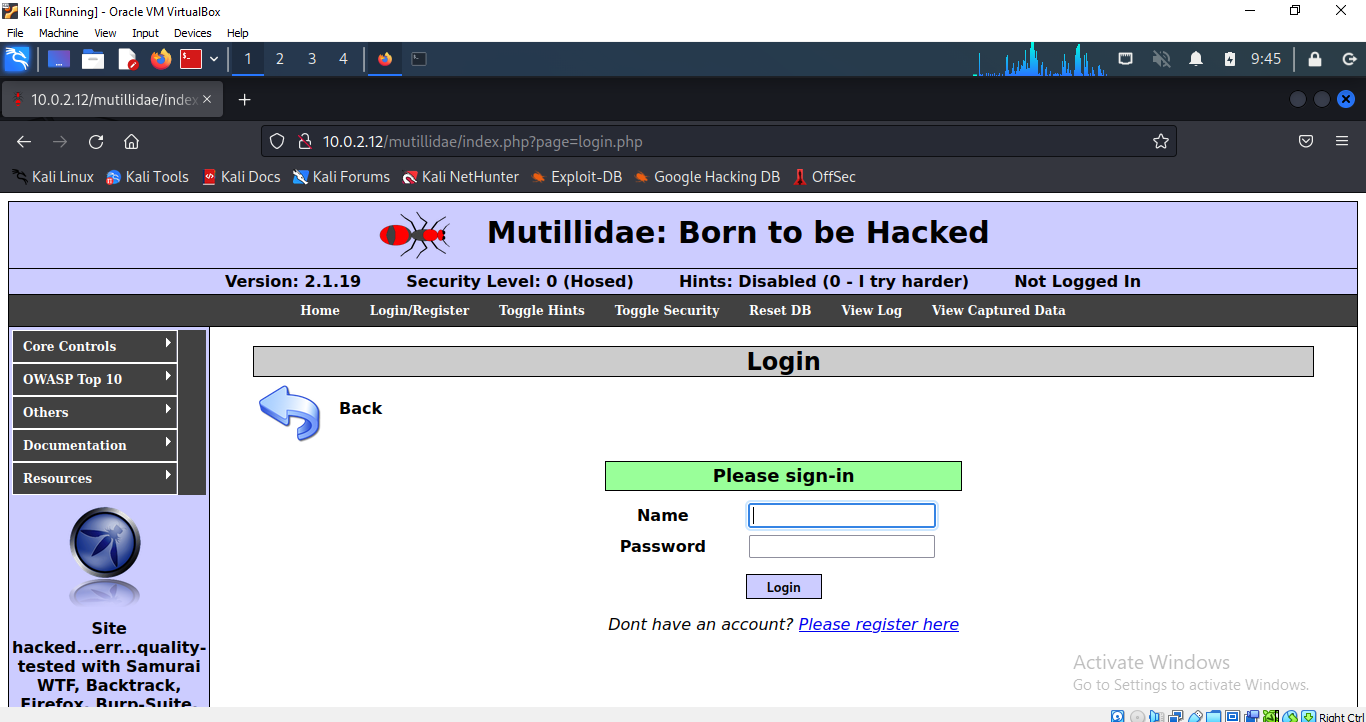 Kali [Running] - Oracle VM VirtualBox
File Machine View Input Devices Help
1 2 3 4 9:45
10.0.2.12/mutillidae/index
10.0.2.12/mutillidae/index.php?page=login.php
Kali Linux Kali Tools Kali Docs Kali Forums Kali NetHunter Exploit-DB Google Hacking DB OffSec
Mutillidae: Born to be Hacked
Version: 2.1.19 Security Level: 0 (Hosed) Hints: Disabled (0 - I try harder) Not Logged In
Home Login/Register Toggle Hints Toggle Security Reset DB View Log View Captured Data
Core Controls
OWASP Top 10
Others
Documentation
Resources
Site
hacked...err...quality-
tested with Samurai
WTF, Backtrack,
Firefox, Burp-Suite,
Login
Back
Please sign-in
Name
Password
Login
Dont have an account? Please register here
Activate Windows
Go to Settings to activate Windows.
Right Ctrl